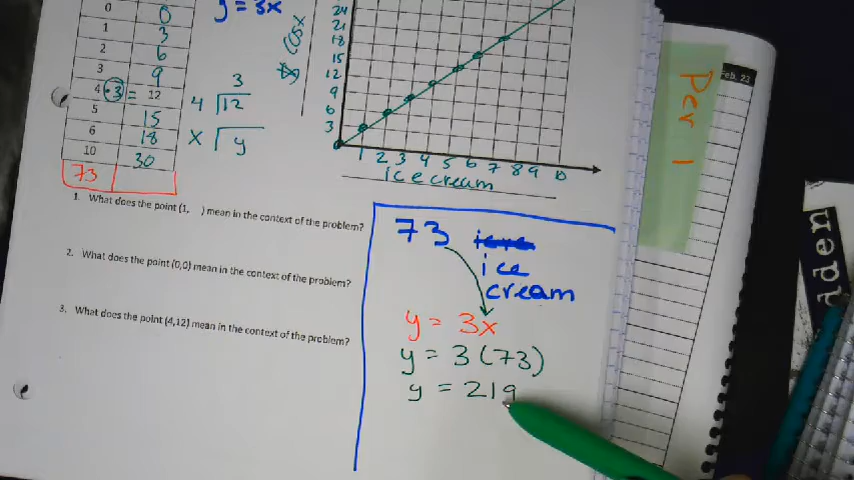 y = 3x
0 0
1 3
2 6
3 9
4 •3 = 12
5 15
6 18
10 30
73
3
4 12
x y
cost
24
21
18
15
12
9
6
3
1 2 3 4 5 6 7 8 9 10
ice cream
1. What does the point (1, ) mean in the context of the problem?
2. What does the point (0,0) mean in the context of the problem?
3. What does the point (4,12) mean in the context of the problem?
73
ice
cream
y = 3x
y = 3(73)
y = 219
Per 1
Feb. 23
aden